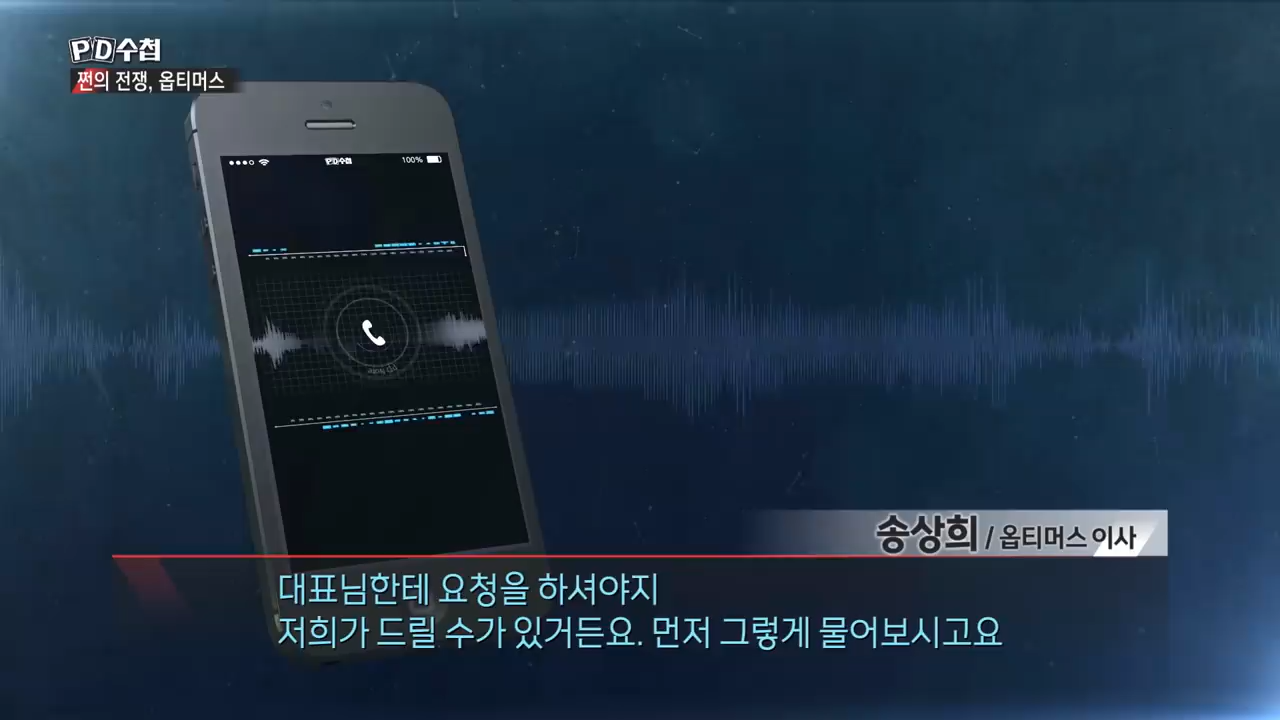 PD수첩
쩐의 전쟁, 옵티머스
PD수첩
100%
송상희 / 옵티머스 이사
대표님한테 요청을 하셔야지
저희가 드릴 수가 있거든요. 먼저 그렇게 물어보시고요